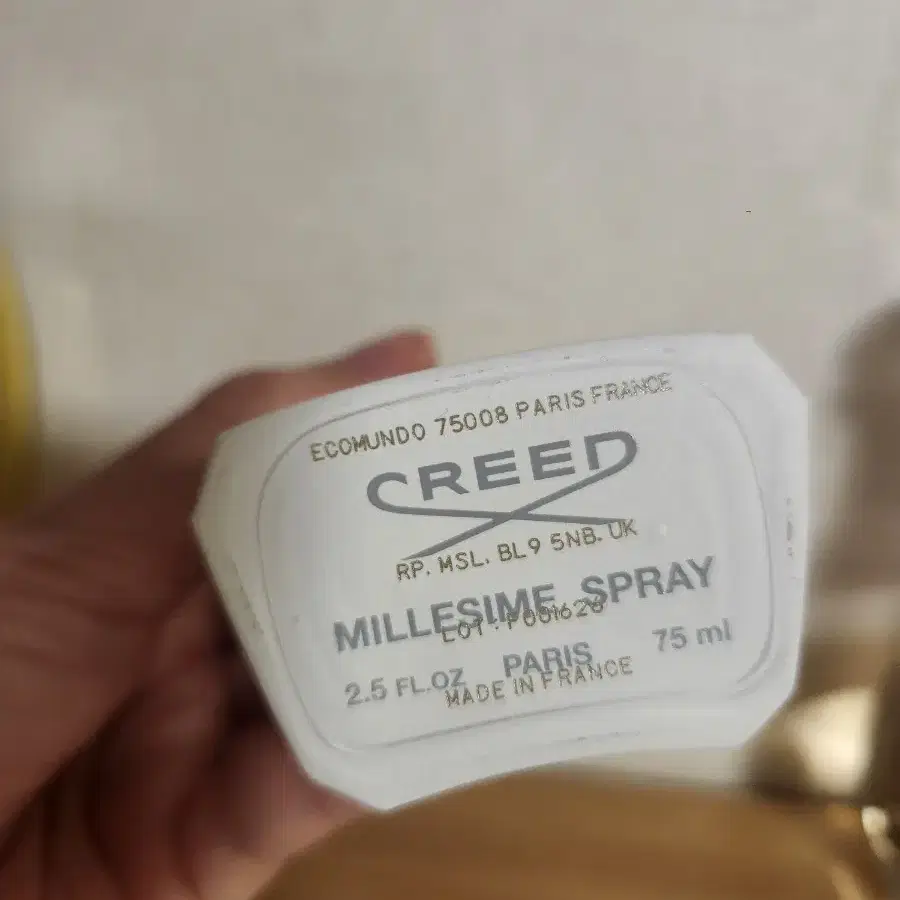 ECOMUNDO 75008 PARIS FRANCE
CREED
RP. MSL. BL9 5NB. UK
MILLESIME SPRAY
LOT : P001628
2.5 FL.OZ PARIS 75 ml
MADE IN FRANCE